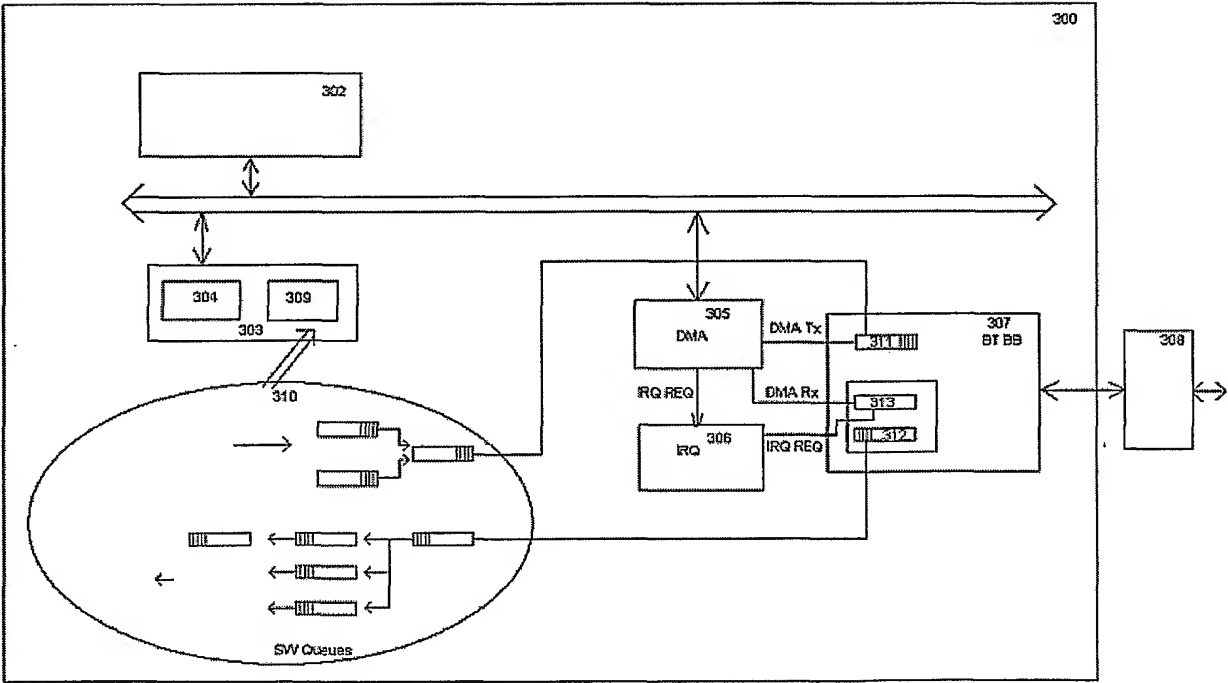 300
302
304
309
303
305
DMA
DMA Tx
311
307
BT BB
308
310
IRQ REQ
DMA Rx
313
306
IRQ
IRQ REQ
312
SW Queues